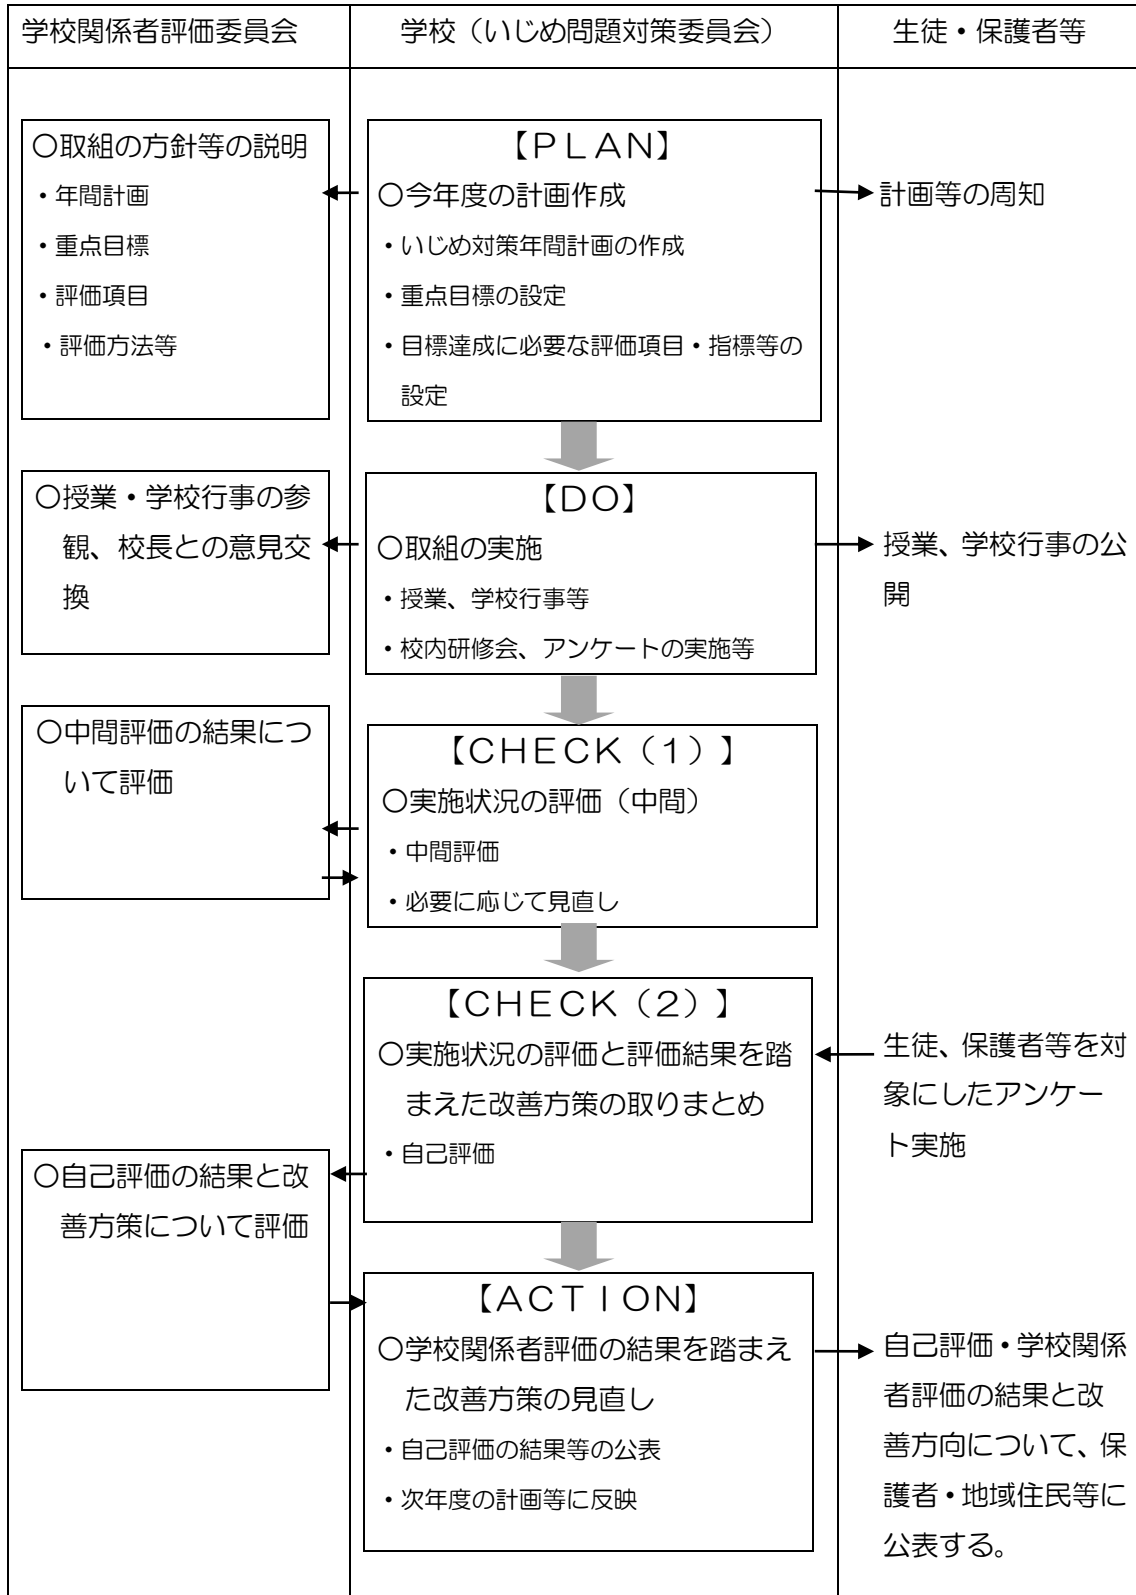 学校関係者評価委員会
学校（いじめ問題対策委員会）
生徒・保護者等
〇取組の方針等の説明
・年間計画
・重点目標
・評価項目
・評価方法等
【ＰＬＡＮ】
〇今年度の計画作成
・いじめ対策年間計画の作成
・重点目標の設定
・目標達成に必要な評価項目・指標等の
設定
計画等の周知
〇授業・学校行事の参
観、校長との意見交
換
【ＤＯ】
〇取組の実施
・授業、学校行事等
・校内研修会、アンケートの実施等
授業、学校行事の公
開
〇中間評価の結果につ
いて評価
【ＣＨＥＣＫ（１）】
〇実施状況の評価（中間）
・中間評価
・必要に応じて見直し
【ＣＨＥＣＫ（２）】
〇実施状況の評価と評価結果を踏
まえた改善方策の取りまとめ
・自己評価
生徒、保護者等を対
象にしたアンケー
ト実施
〇自己評価の結果と改
善方策について評価
【ＡＣＴＩＯＮ】
〇学校関係者評価の結果を踏まえ
た改善方策の見直し
・自己評価の結果等の公表
・次年度の計画等に反映
自己評価・学校関係
者評価の結果と改
善方向について、保
護者・地域住民等に
公表する。